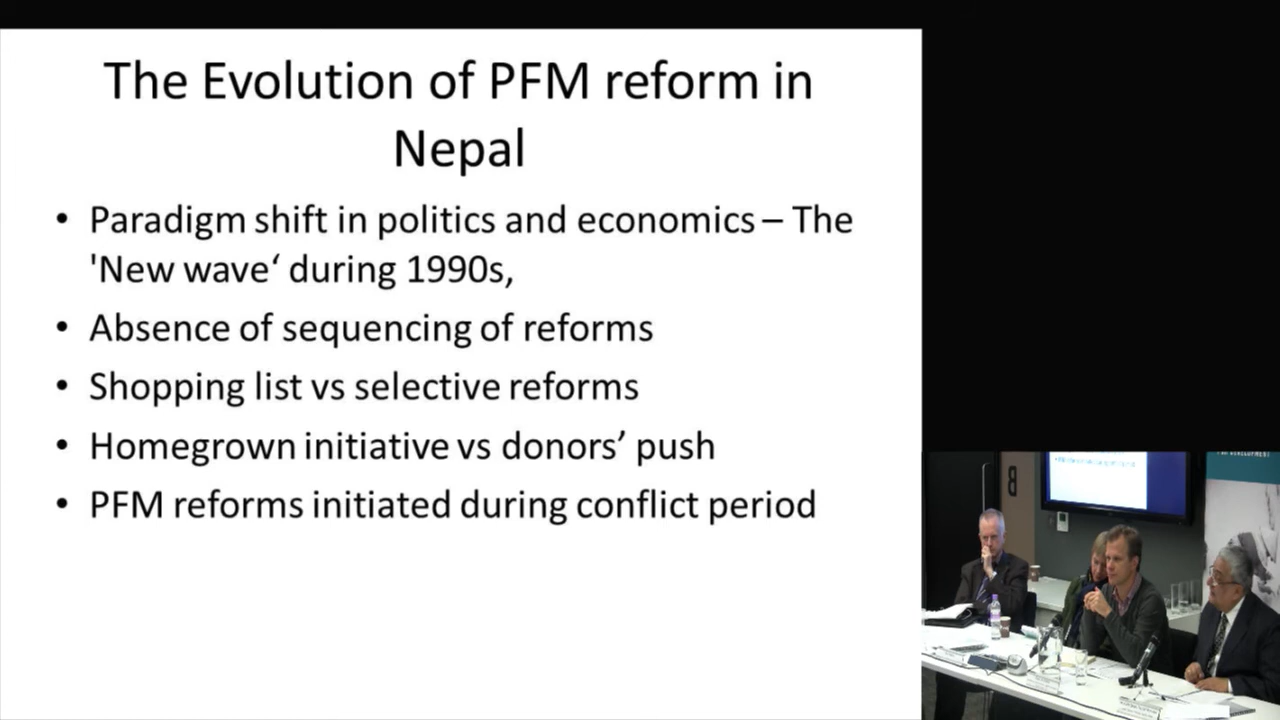 The Evolution of PFM reform in
Nepal
• Paradigm shift in politics and economics – The
'New wave‘ during 1990s,
• Absence of sequencing of reforms
• Shopping list vs selective reforms
• Homegrown initiative vs donors’ push
• PFM reforms initiated during conflict period